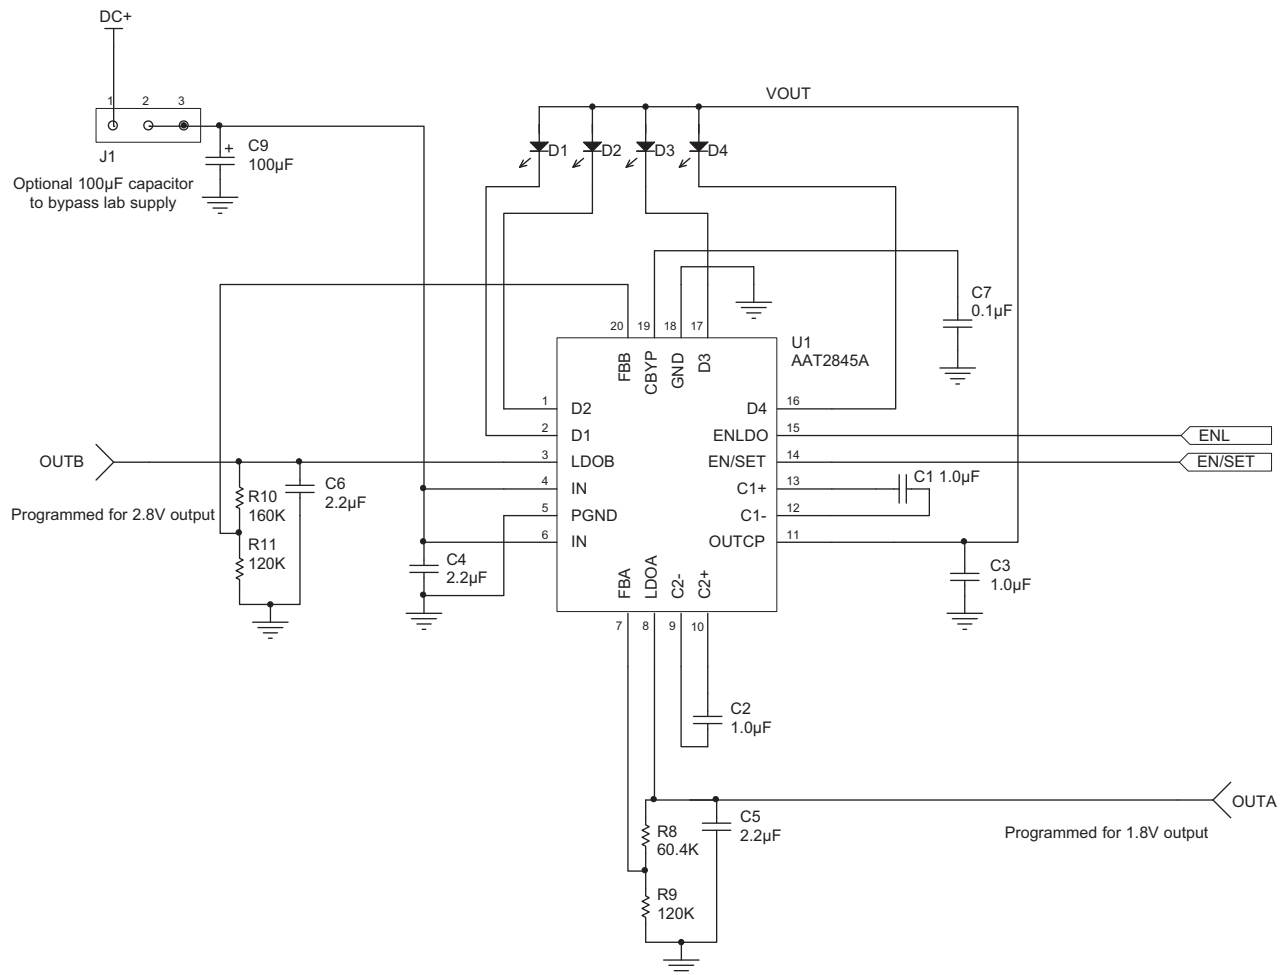 DC+
1 2 3
J1
+ C9
100µF
Optional 100µF capacitor
to bypass lab supply
VOUT
D1
D2
D3
D4
C7
0.1µF
20 19 18 17
FBB
CBYP
GND
D3
U1
AAT2845A
1 D2
2 D1
3 LDOB
4 IN
5 PGND
6 IN
D4 16
ENLDO 15
EN/SET 14
C1+ 13
C1- 12
OUTCP 11
ENL
EN/SET
C1 1.0µF
OUTB
Programmed for 2.8V output
R10
160K
R11
120K
C6
2.2µF
C4
2.2µF
C3
1.0µF
FBA
LDOA
C2-
C2+
7 8 9 10
C2
1.0µF
R8
60.4K
R9
120K
C5
2.2µF
OUTA
Programmed for 1.8V output